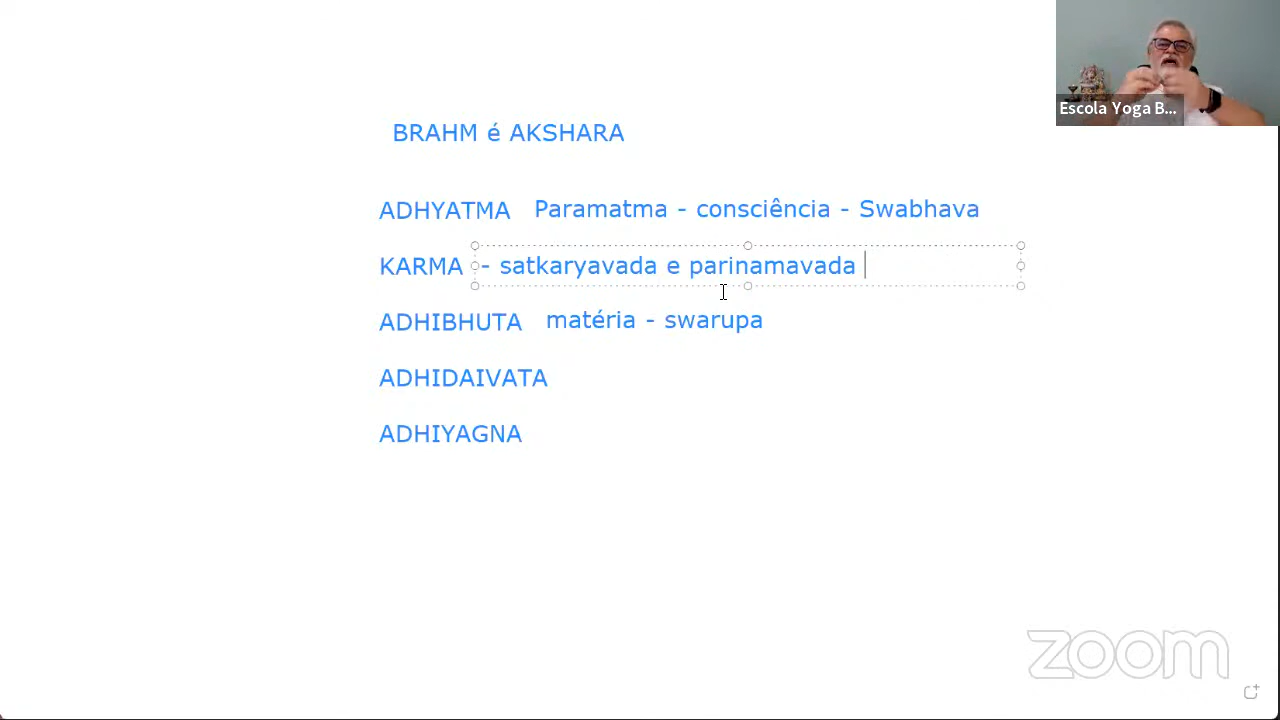 Escola Yoga B...
BRAHM é AKSHARA
ADHYATMA Paramatma - consciência - Swabhava
KARMA - satkaryavada e parinamavada
ADHIBHUTA matéria - swarupa
ADHIDAIVATA
ADHIYAGNA
zoom